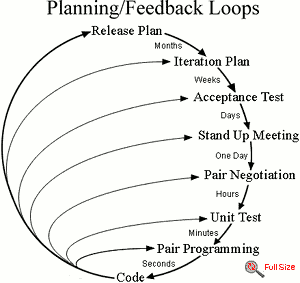 Planning/Feedback Loops
Release Plan
Months
Iteration Plan
Weeks
Acceptance Test
Days
Stand Up Meeting
One Day
Pair Negotiation
Hours
Unit Test
Minutes
Pair Programming
Seconds
Code
Full Size